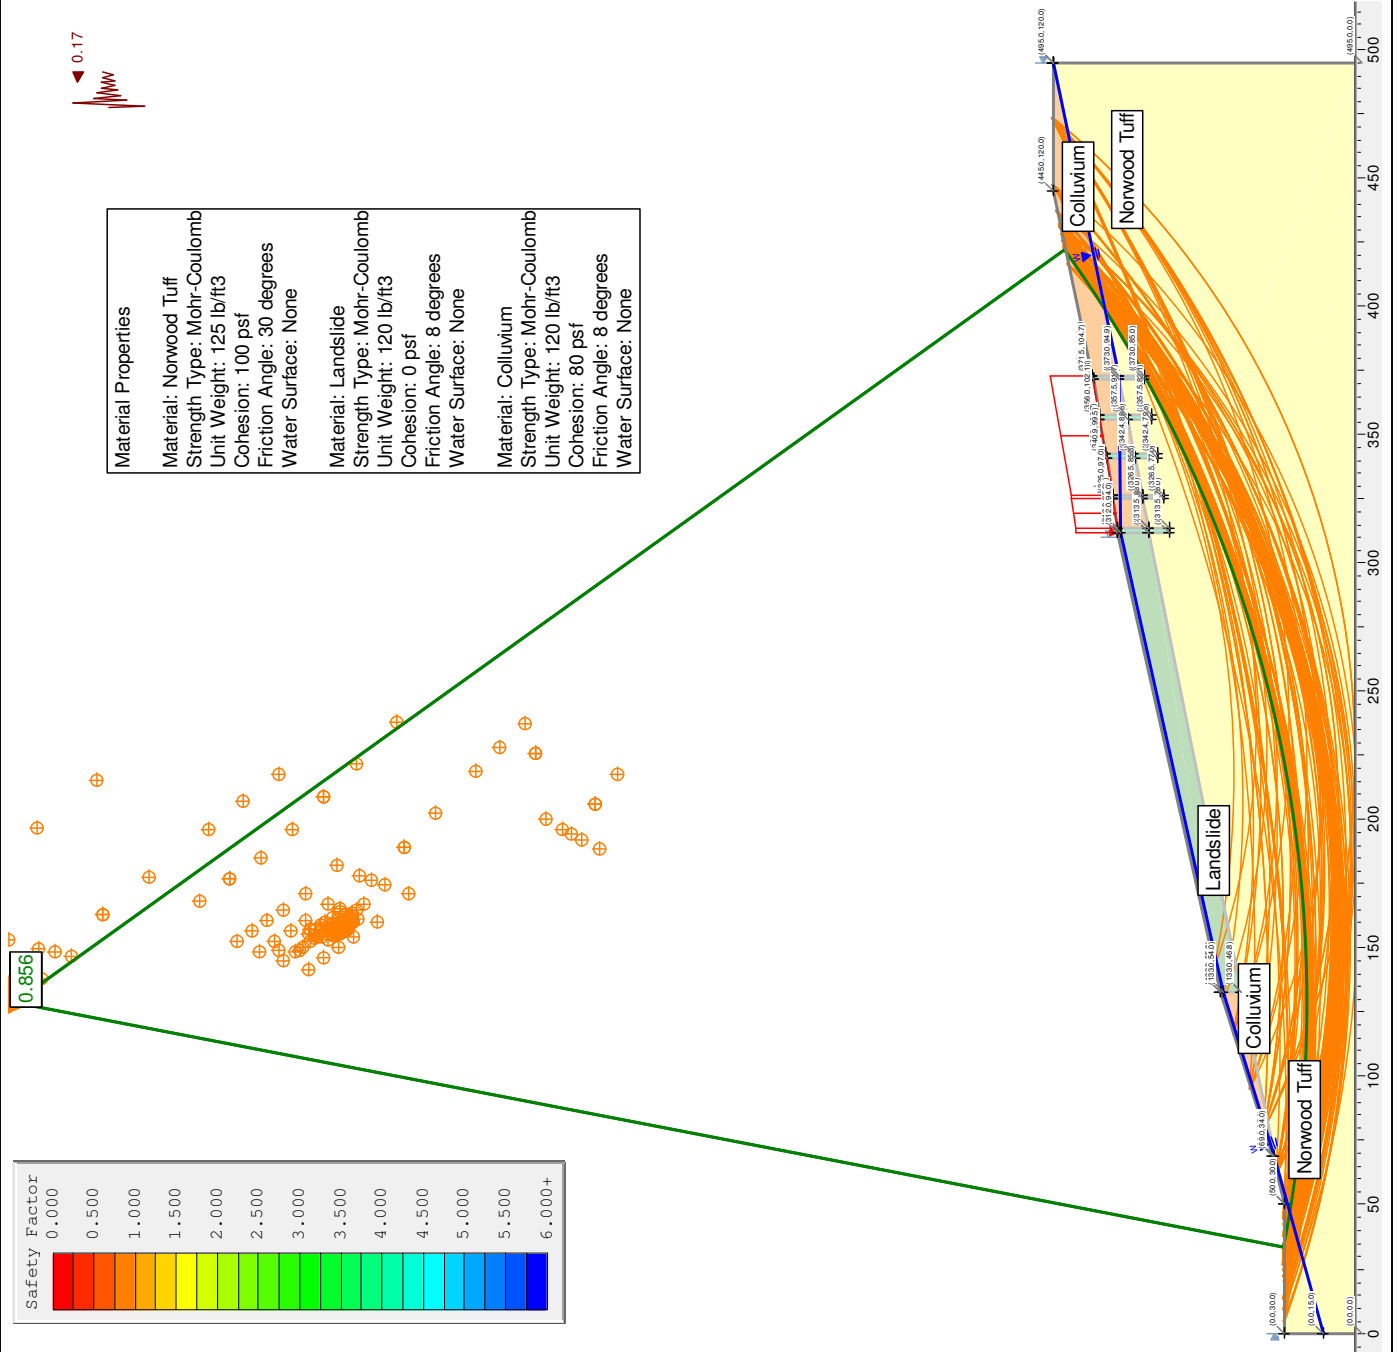 Safety Factor
0.000
0.500
1.000
1.500
2.000
2.500
3.000
3.500
4.000
4.500
5.000
5.500
6.000+
0.856
0.17
Material Properties
Material: Norwood Tuff
Strength Type: Mohr-Coulomb
Unit Weight: 125 lb/ft3
Cohesion: 100 psf
Friction Angle: 30 degrees
Water Surface: None
Material: Landslide
Strength Type: Mohr-Coulomb
Unit Weight: 120 lb/ft3
Cohesion: 0 psf
Friction Angle: 8 degrees
Water Surface: None
Material: Colluvium
Strength Type: Mohr-Coulomb
Unit Weight: 120 lb/ft3
Cohesion: 80 psf
Friction Angle: 8 degrees
Water Surface: None
(495.0,120.0)
(445.0,120.0)
Colluvium
Norwood Tuff
W
(373.0,94.9)
(373.0,85.0)
Landslide
(133.0,54.0)
(133.0,46.8)
Colluvium
(69.0,34.0)
W
Norwood Tuff
(50.0,30.0)
(0.0,30.0)
(0.0,15.0)
(0.0,0.0)
(495.0,0.0)
0
50
100
150
200
250
300
350
400
450
500